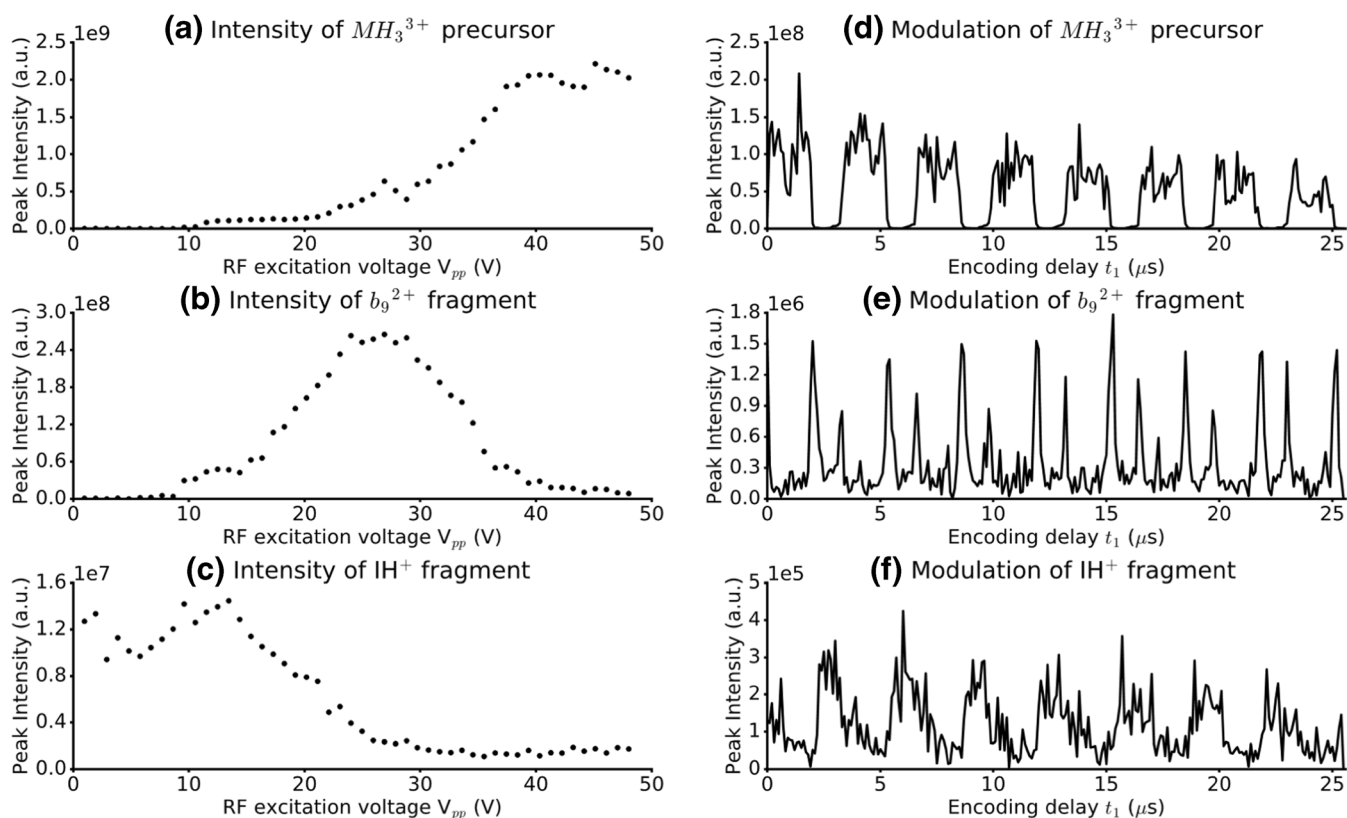 (a) Intensity of MH₃³⁺ precursor
1e9
2.5
2.0
1.5
1.0
0.5
0.0
Peak Intensity (a.u.)
0 10 20 30 40 50
RF excitation voltage Vₚₚ (V)
(d) Modulation of MH₃³⁺ precursor
1e8
2.5
2.0
1.5
1.0
0.5
0.0
Peak Intensity (a.u.)
0 5 10 15 20 25
Encoding delay t₁ (μs)
(b) Intensity of b₉²⁺ fragment
1e8
3.0
2.4
1.8
1.2
0.6
0.0
Peak Intensity (a.u.)
0 10 20 30 40 50
RF excitation voltage Vₚₚ (V)
(e) Modulation of b₉²⁺ fragment
1e6
1.8
1.5
1.2
0.9
0.6
0.3
0.0
Peak Intensity (a.u.)
0 5 10 15 20 25
Encoding delay t₁ (μs)
(c) Intensity of IH⁺ fragment
1e7
1.6
1.2
0.8
0.4
0.0
Peak Intensity (a.u.)
0 10 20 30 40 50
RF excitation voltage Vₚₚ (V)
(f) Modulation of IH⁺ fragment
1e5
5
4
3
2
1
0
Peak Intensity (a.u.)
0 5 10 15 20 25
Encoding delay t₁ (μs)